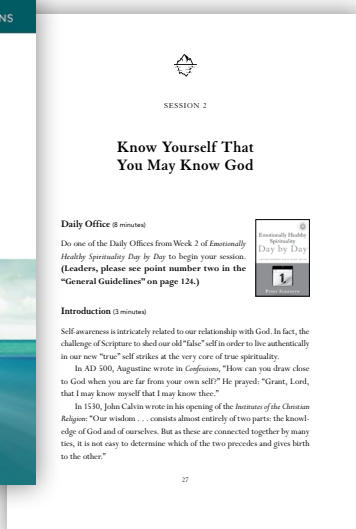 NS
SESSION 2
Know Yourself That
You May Know God
Daily Office (8 minutes)
Do one of the Daily Offices from Week 2 of Emotionally
Healthy Spirituality Day by Day to begin your session.
(Leaders, please see point number two in the
“General Guidelines” on page 124.)
Emotionally Healthy
Spirituality
Day by Day
1
Peter Scazzero
Introduction (3 minutes)
Self-awareness is intricately related to our relationship with God. In fact, the
challenge of Scripture to shed our old “false” self in order to live authentically
in our new “true” self strikes at the very core of true spirituality.
In AD 500, Augustine wrote in Confessions, “How can you draw close
to God when you are far from your own self?” He prayed: “Grant, Lord,
that I may know myself that I may know thee.”
In 1530, John Calvin wrote in his opening of the Institutes of the Christian
Religion: “Our wisdom . . . consists almost entirely of two parts: the knowl-
edge of God and of ourselves. But as these are connected together by many
ties, it is not easy to determine which of the two precedes and gives birth
to the other.”
27